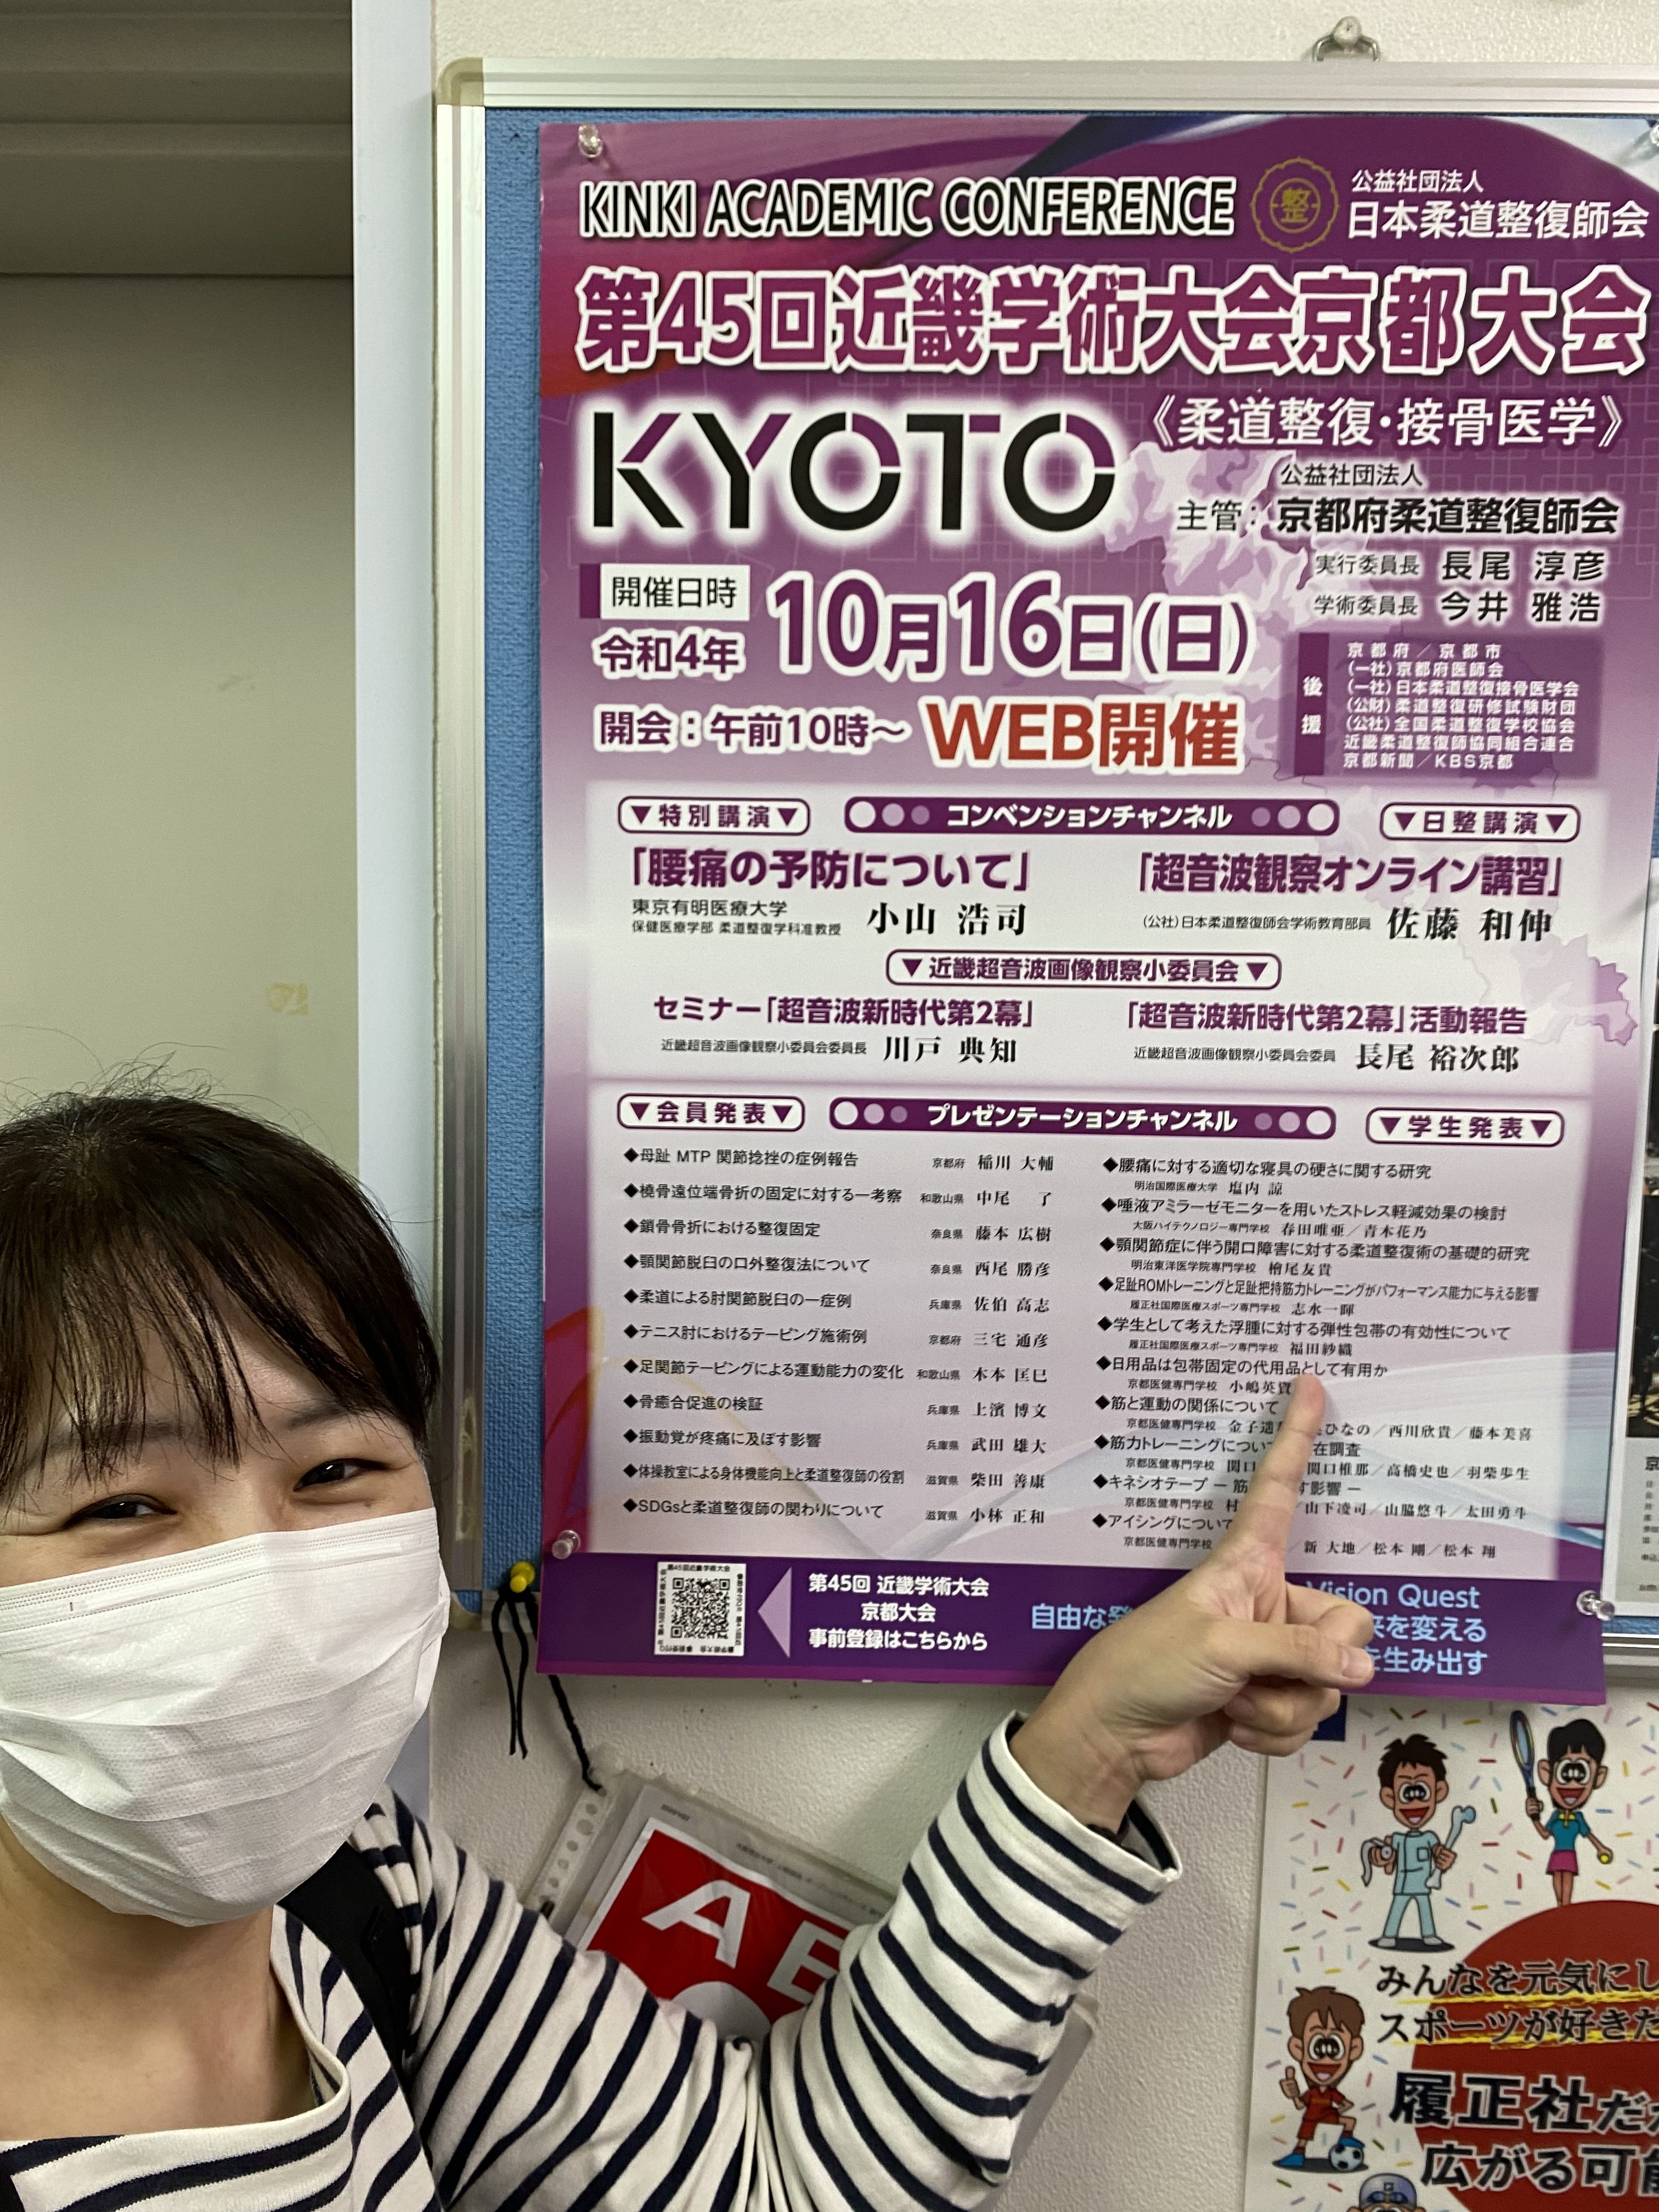 KINKI ACADEMIC CONFERENCE
公益社団法人
日本柔道整復師会
第45回近畿学術大会京都大会
KYOTO
《柔道整復・接骨医学》
公益社団法人
主管：京都府柔道整復師会
実行委員長 長尾 淳彦
学術委員長 今井 雅浩
開催日時
令和4年 10月16日(日)
開会：午前10時〜 WEB開催
後援
京都府／京都市
(一社)京都府医師会
(一社)日本柔道整復接骨医学会
(公財)柔道整復研修試験財団
(公社)全国柔道整復学校協会
近畿柔道整復師協同組合連合
京都新聞／KBS京都
▼特別講演▼ コンベンションチャンネル ▼日整講演▼
「腰痛の予防について」
東京有明医療大学
保健医療学部 柔道整復学科准教授 小山 浩司
「超音波観察オンライン講習」
(公社)日本柔道整復師会学術教育部員 佐藤 和伸
▼近畿超音波画像観察小委員会▼
セミナー「超音波新時代第2幕」
近畿超音波画像観察小委員会委員長 川戸 典知
「超音波新時代第2幕」活動報告
近畿超音波画像観察小委員会委員 長尾 裕次郎
▼会員発表▼ プレゼンテーションチャンネル ▼学生発表▼
◆母趾 MTP 関節捻挫の症例報告 京都府 稲川 大輔
◆橈骨遠位端骨折の固定に対する一考察 和歌山県 中尾 了
◆鎖骨骨折における整復固定 奈良県 藤本 広樹
◆顎関節脱臼の口外整復法について 奈良県 西尾 勝彦
◆柔道による肘関節脱臼の一症例 兵庫県 佐伯 高志
◆テニス肘におけるテーピング施術例 京都府 三宅 通彦
◆足関節テーピングによる運動能力の変化 和歌山県 木本 匡巳
◆骨癒合促進の検証 兵庫県 上濱 博文
◆振動覚が疼痛に及ぼす影響 兵庫県 武田 雄大
◆体操教室による身体機能向上と柔道整復師の役割 滋賀県 柴田 善康
◆SDGsと柔道整復師の関わりについて 滋賀県 小林 正和
◆腰痛に対する適切な寝具の硬さに関する研究
明治国際医療大学 塩内 諒
◆唾液アミラーゼモニターを用いたストレス軽減効果の検討
大阪ハイテクノロジー専門学校 春田唯亜／青木花乃
◆顎関節症に伴う開口障害に対する柔道整復術の基礎的研究
明治東洋医学院専門学校 檜尾友貴
◆足趾ROMトレーニングと足趾把持筋力トレーニングがパフォーマンス能力に与える影響
履正社国際医療スポーツ専門学校 志水一暉
◆学生として考えた浮腫に対する弾性包帯の有効性について
履正社国際医療スポーツ専門学校 福田紗織
◆日用品は包帯固定の代用品として有用か
京都医健専門学校 小嶋英資
◆筋と運動の関係について
京都医健専門学校 金子 ひなの／西川欣貴／藤本美喜
◆筋力トレーニングについ 在調査
京都医健専門学校 関口 関口椎那／高橋史也／羽柴歩生
◆キネシオテープ － 筋 す影響 －
京都医健専門学校 村 ／山下凌司／山脇悠斗／太田勇斗
◆アイシングについて
京都医健専門学校 新 大地／松本 剛／松本 翔
第45回 近畿学術大会
京都大会
事前登録はこちらから
自由な発
Vision Quest
来を変える
を生み出す
AE
みんなを元気にし
スポーツが好きだ
履正社だか
広がる可能